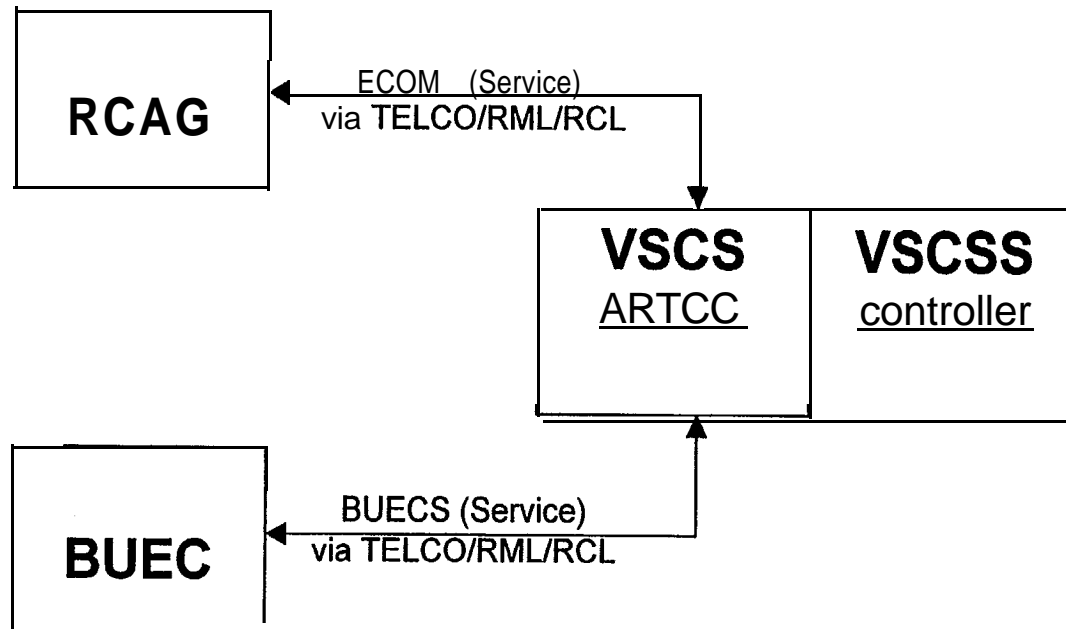 RCAG
ECOM (Service)
via TELCO/RML/RCL
VSCS
ARTCC
VSCSS
controller
BUEC
BUECS (Service)
via TELCO/RML/RCL